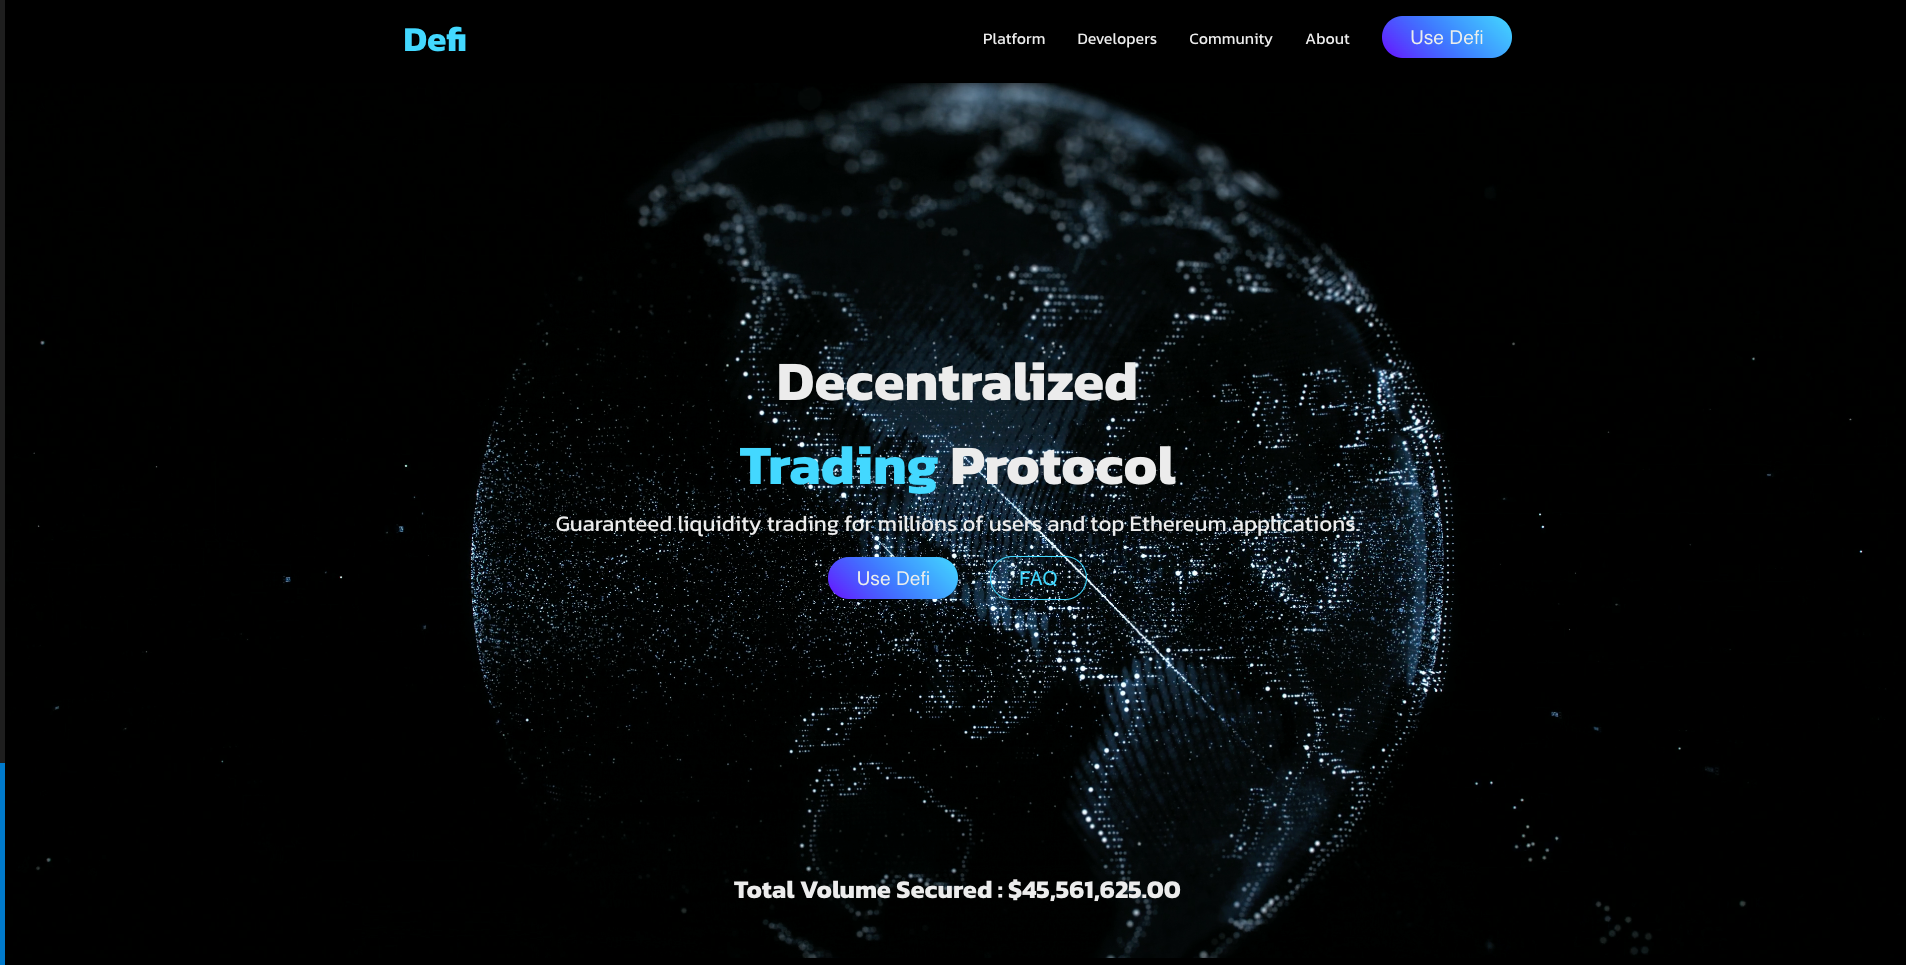 Defi
Platform Developers Community About Use Defi
Decentralized
Trading Protocol
Guaranteed liquidity trading for millions of users and top Ethereum applications.
Use Defi FAQ
Total Volume Secured : $45,561,625.00